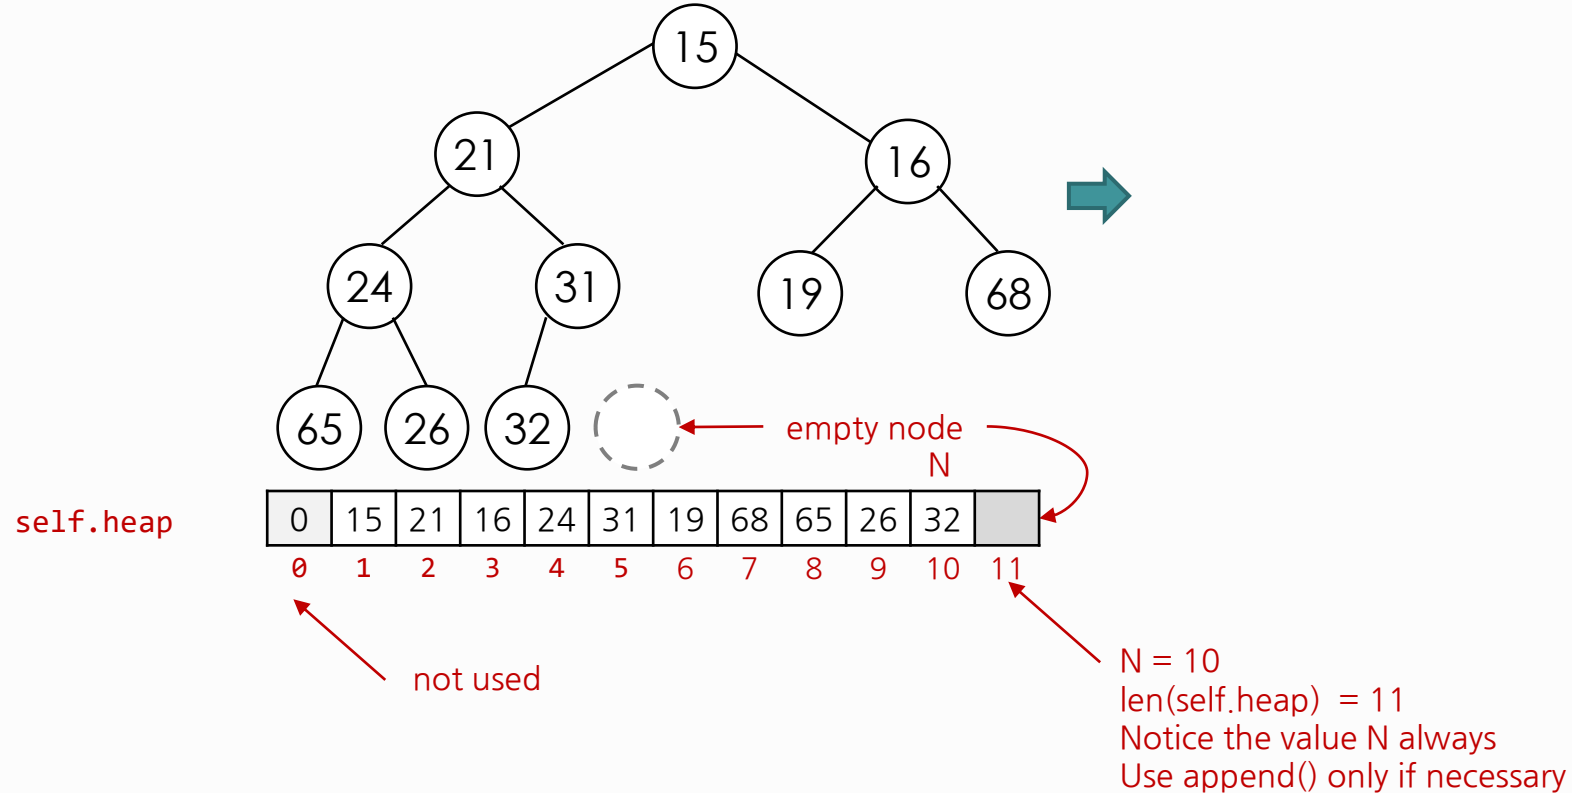 15
21
16
24
31
19
68
65
26
32
empty node
N
self.heap
0 15 21 16 24 31 19 68 65 26 32
0 1 2 3 4 5 6 7 8 9 10 11
not used
N = 10
len(self.heap) = 11
Notice the value N always
Use append() only if necessary